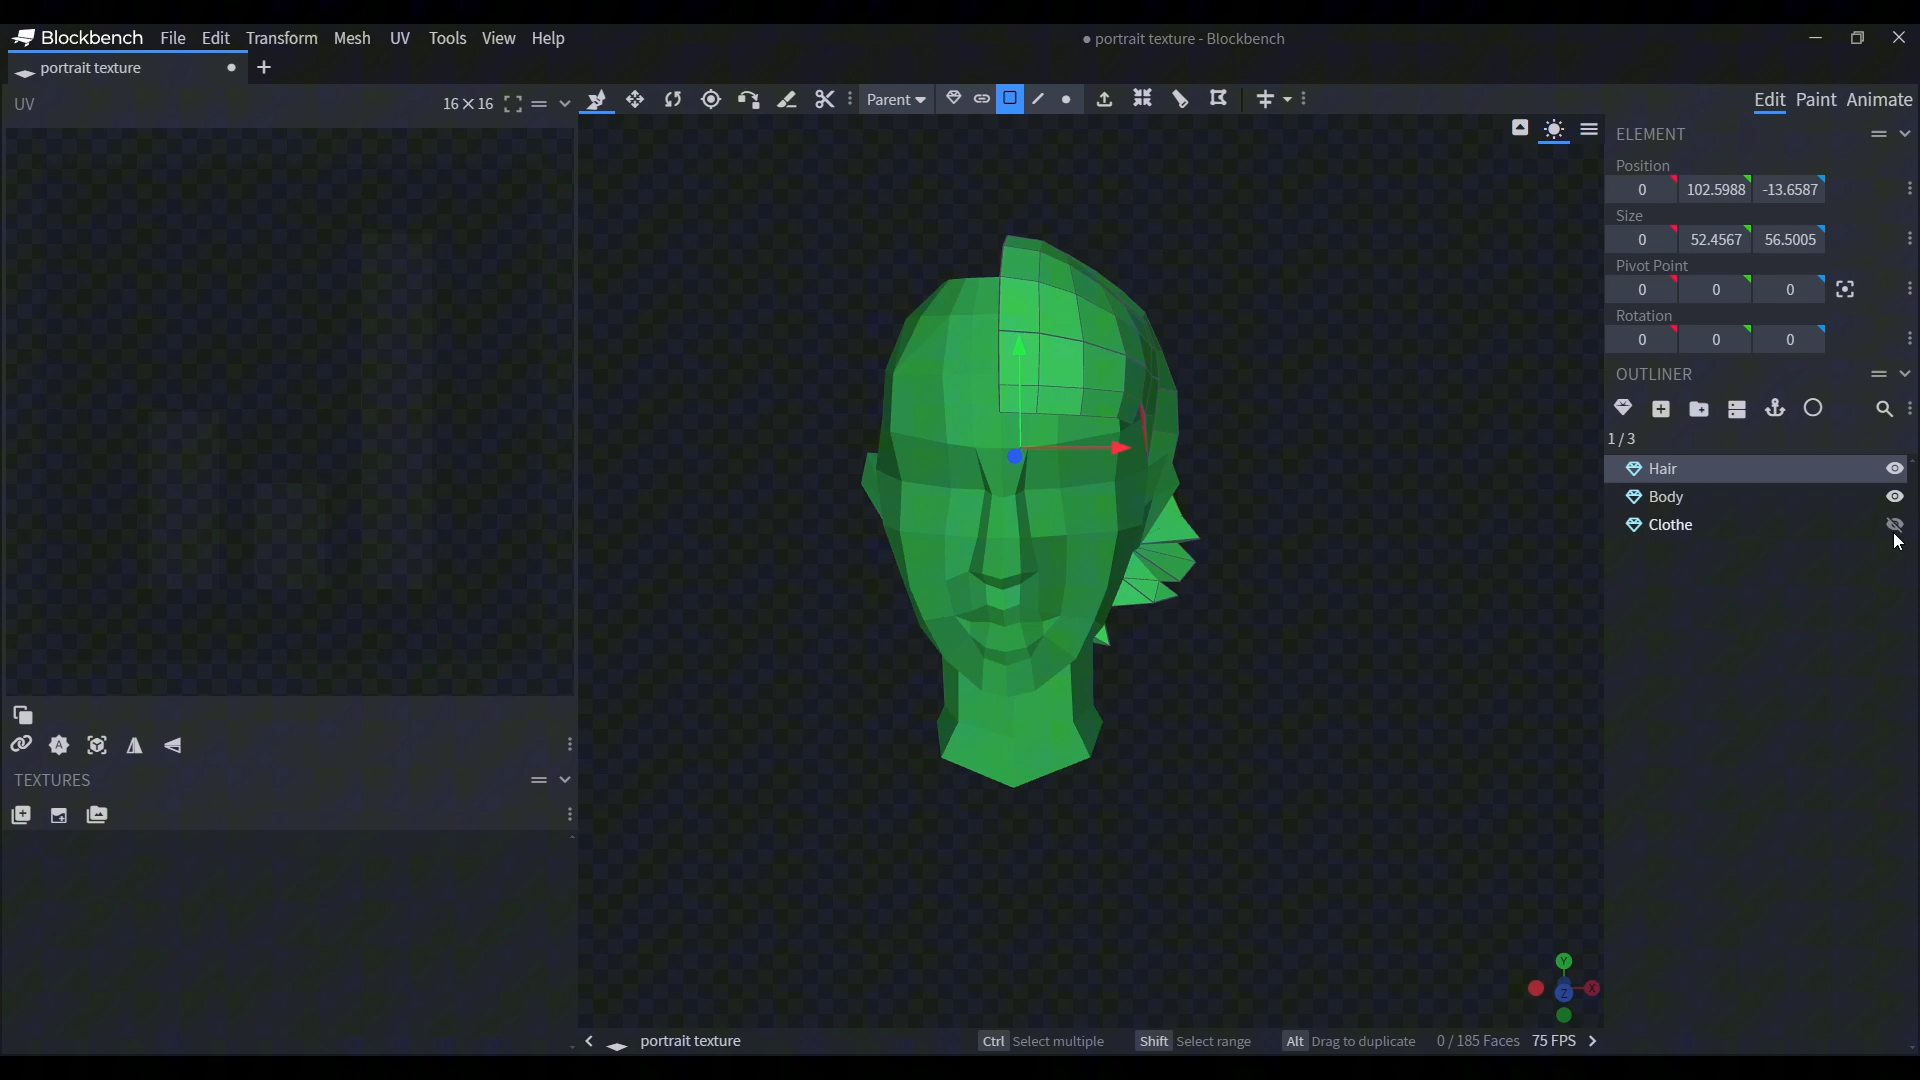 Blockbench File Edit Transform Mesh UV Tools View Help
portrait texture - Blockbench
portrait texture
UV
16×16
Parent
Edit Paint Animate
ELEMENT
Position
0 102.5988 -13.6587
Size
0 52.4567 56.5005
Pivot Point
0 0 0
Rotation
0 0 0
OUTLINER
1/3
Hair
Body
Clothe
TEXTURES
Y
X
Z
portrait texture
Ctrl Select multiple Shift Select range Alt Drag to duplicate 0/185 Faces 75 FPS